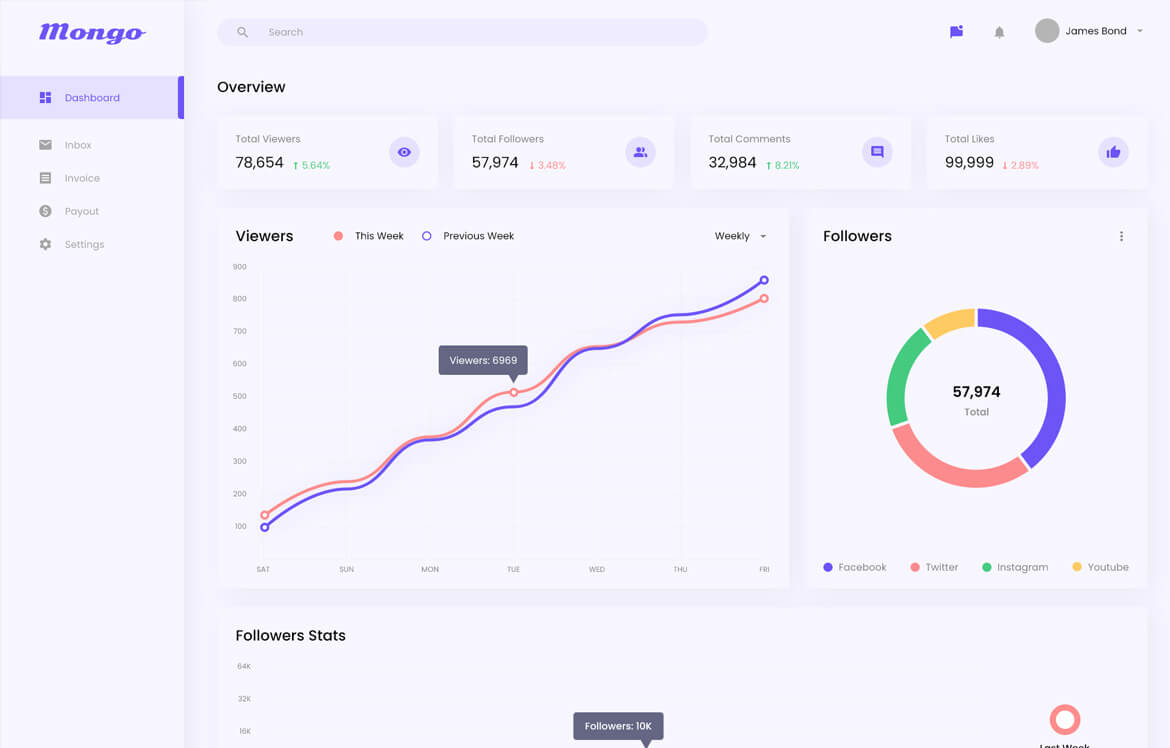 Mongo
Search
James Bond
Dashboard
Inbox
Invoice
Payout
Settings
Overview
Total Viewers
78,654 ↑ 5.64%
Total Followers
57,974 ↓ 3.48%
Total Comments
32,984 ↑ 8.21%
Total Likes
99,999 ↓ 2.89%
Viewers This Week Previous Week Weekly
900
800
700
600
500
400
300
200
100
Viewers: 6969
SAT SUN MON TUE WED THU FRI
Followers
57,974
Total
Facebook Twitter Instagram Youtube
Followers Stats
64K
32K
16K
Followers: 10K
Last Week